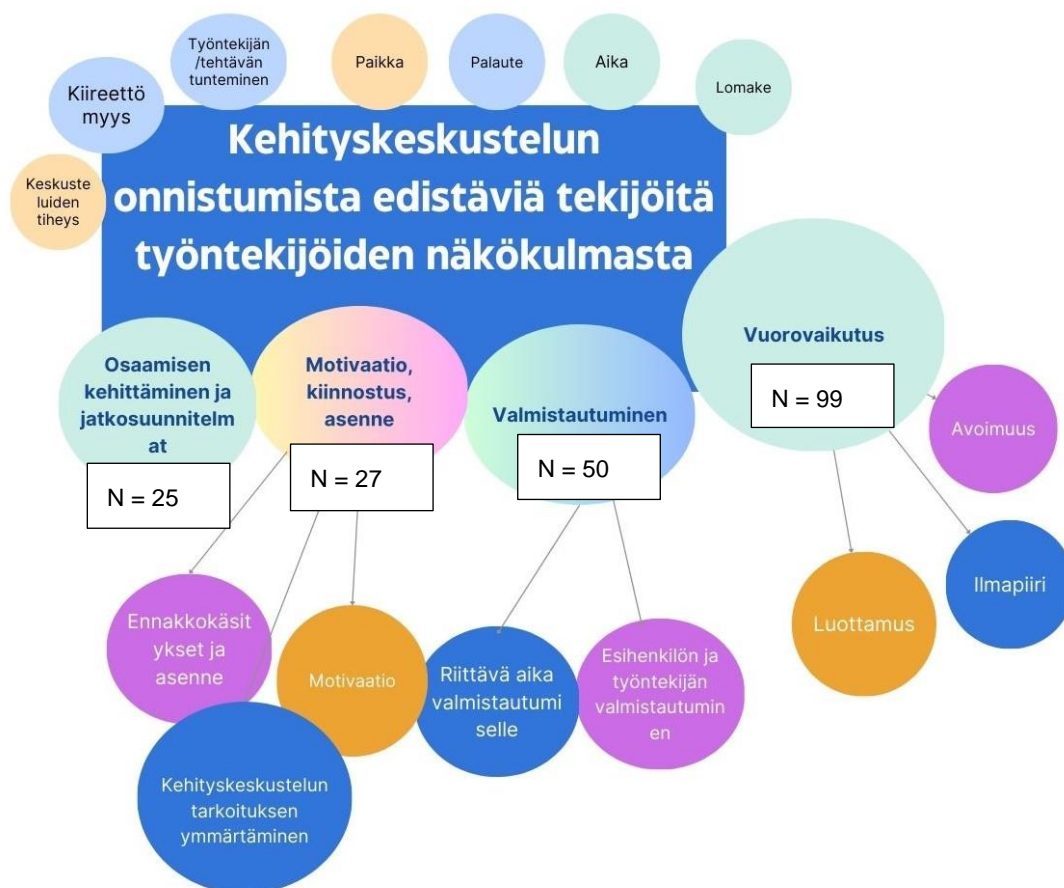 Työntekijän
/tehtävän
tunteminen
Paikka
Palaute
Aika
Lomake
Kiireettö
myys
Keskuste
luiden
tiheys
Kehityskeskustelun
onnistumista edistäviä tekijöitä
työntekijöiden näkökulmasta
Osaamisen
kehittäminen ja
jatkosuunnitelm
at
N = 25
Motivaatio,
kiinnostus,
asenne
N = 27
Valmistautuminen
N = 50
Vuorovaikutus
N = 99
Avoimuus
Ilmapiiri
Luottamus
Ennakkokäsit
ykset ja
asenne
Motivaatio
Riittävä aika
valmistautumi
selle
Esihenkilön ja
työntekijän
valmistautumin
en
Kehityskeskustelun
tarkoituksen
ymmärtäminen